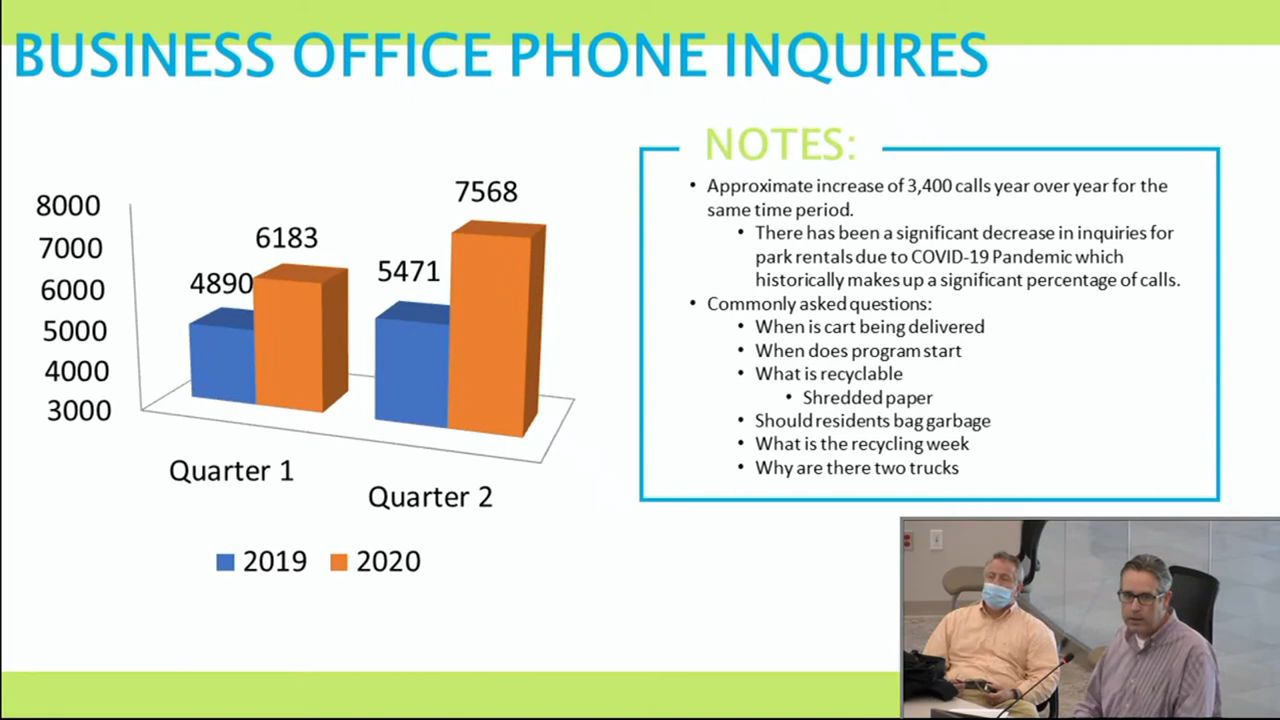 BUSINESS OFFICE PHONE INQUIRES
8000
7000
6000
5000
4000
3000
4890
6183
5471
7568
Quarter 1
Quarter 2
2019 2020
NOTES:
• Approximate increase of 3,400 calls year over year for the
same time period.
• There has been a significant decrease in inquiries for
park rentals due to COVID-19 Pandemic which
historically makes up a significant percentage of calls.
• Commonly asked questions:
• When is cart being delivered
• When does program start
• What is recyclable
• Shredded paper
• Should residents bag garbage
• What is the recycling week
• Why are there two trucks